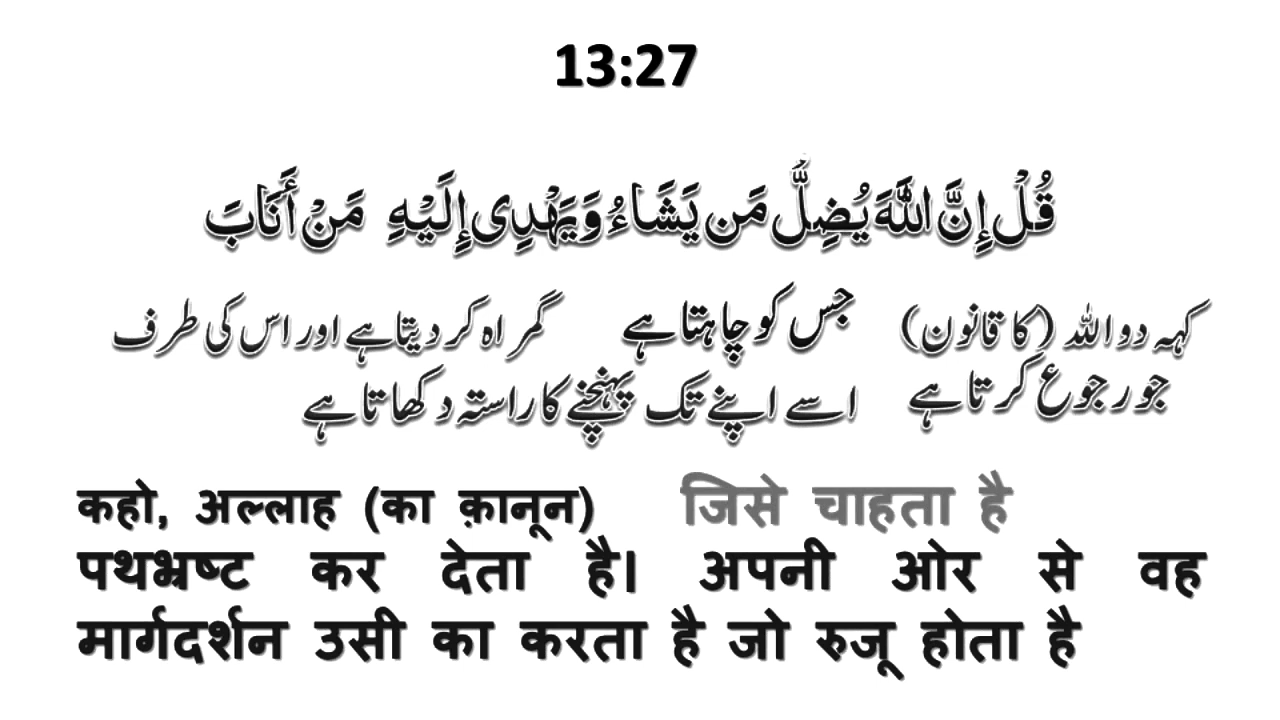 13:27
قُلْ إِنَّ اللَّهَ يُضِلُّ مَن يَشَاءُ وَيَهْدِى إِلَيْهِ مَنْ أَنَابَ
کہہ دو اللہ (کا قانون) جس کو چاہتا ہے گمراہ کر دیتا ہے اور اس کی طرف
جو رجوع کرتا ہے اسے اپنے تک پہنچنے کا راستہ دکھاتا ہے
कहो, अल्लाह (का क़ानून) जिसे चाहता है
पथभ्रष्ट कर देता है। अपनी ओर से वह
मार्गदर्शन उसी का करता है जो रुजू होता है